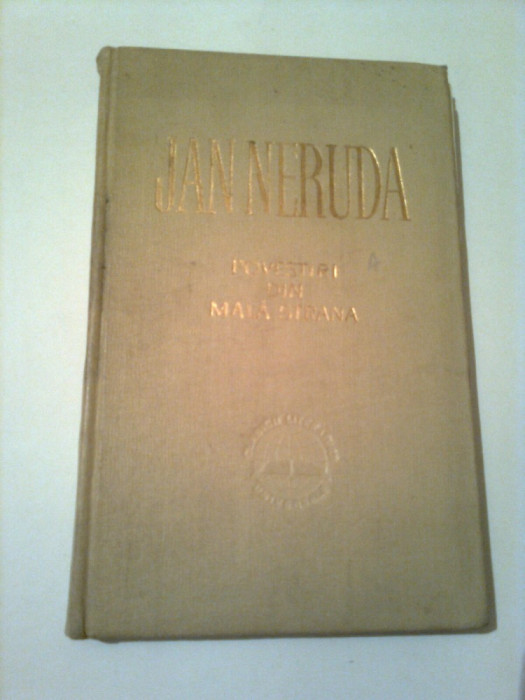 JAN NERUDA
POVESTIRI
DIN
MALÁ STRANA